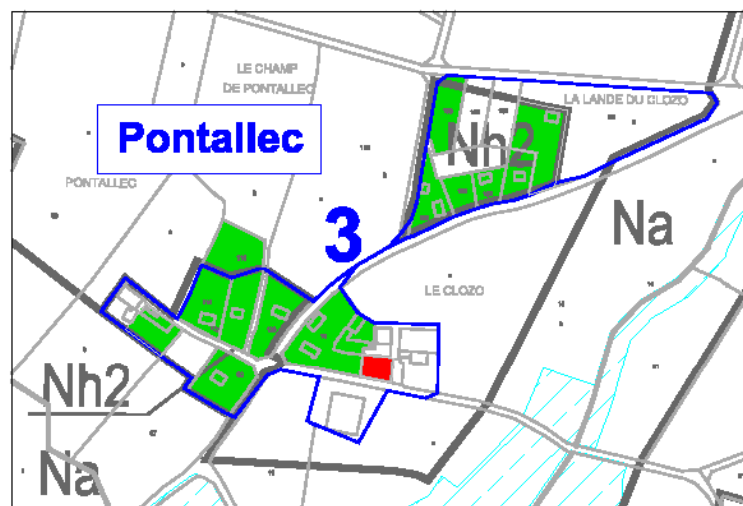 LE CHAMP
DE PONTALLEC
LA LANDE DU CLOZO
Pontallec
Nh2
PONTALLEC
3
Na
LE CLOZO
Nh2
Na